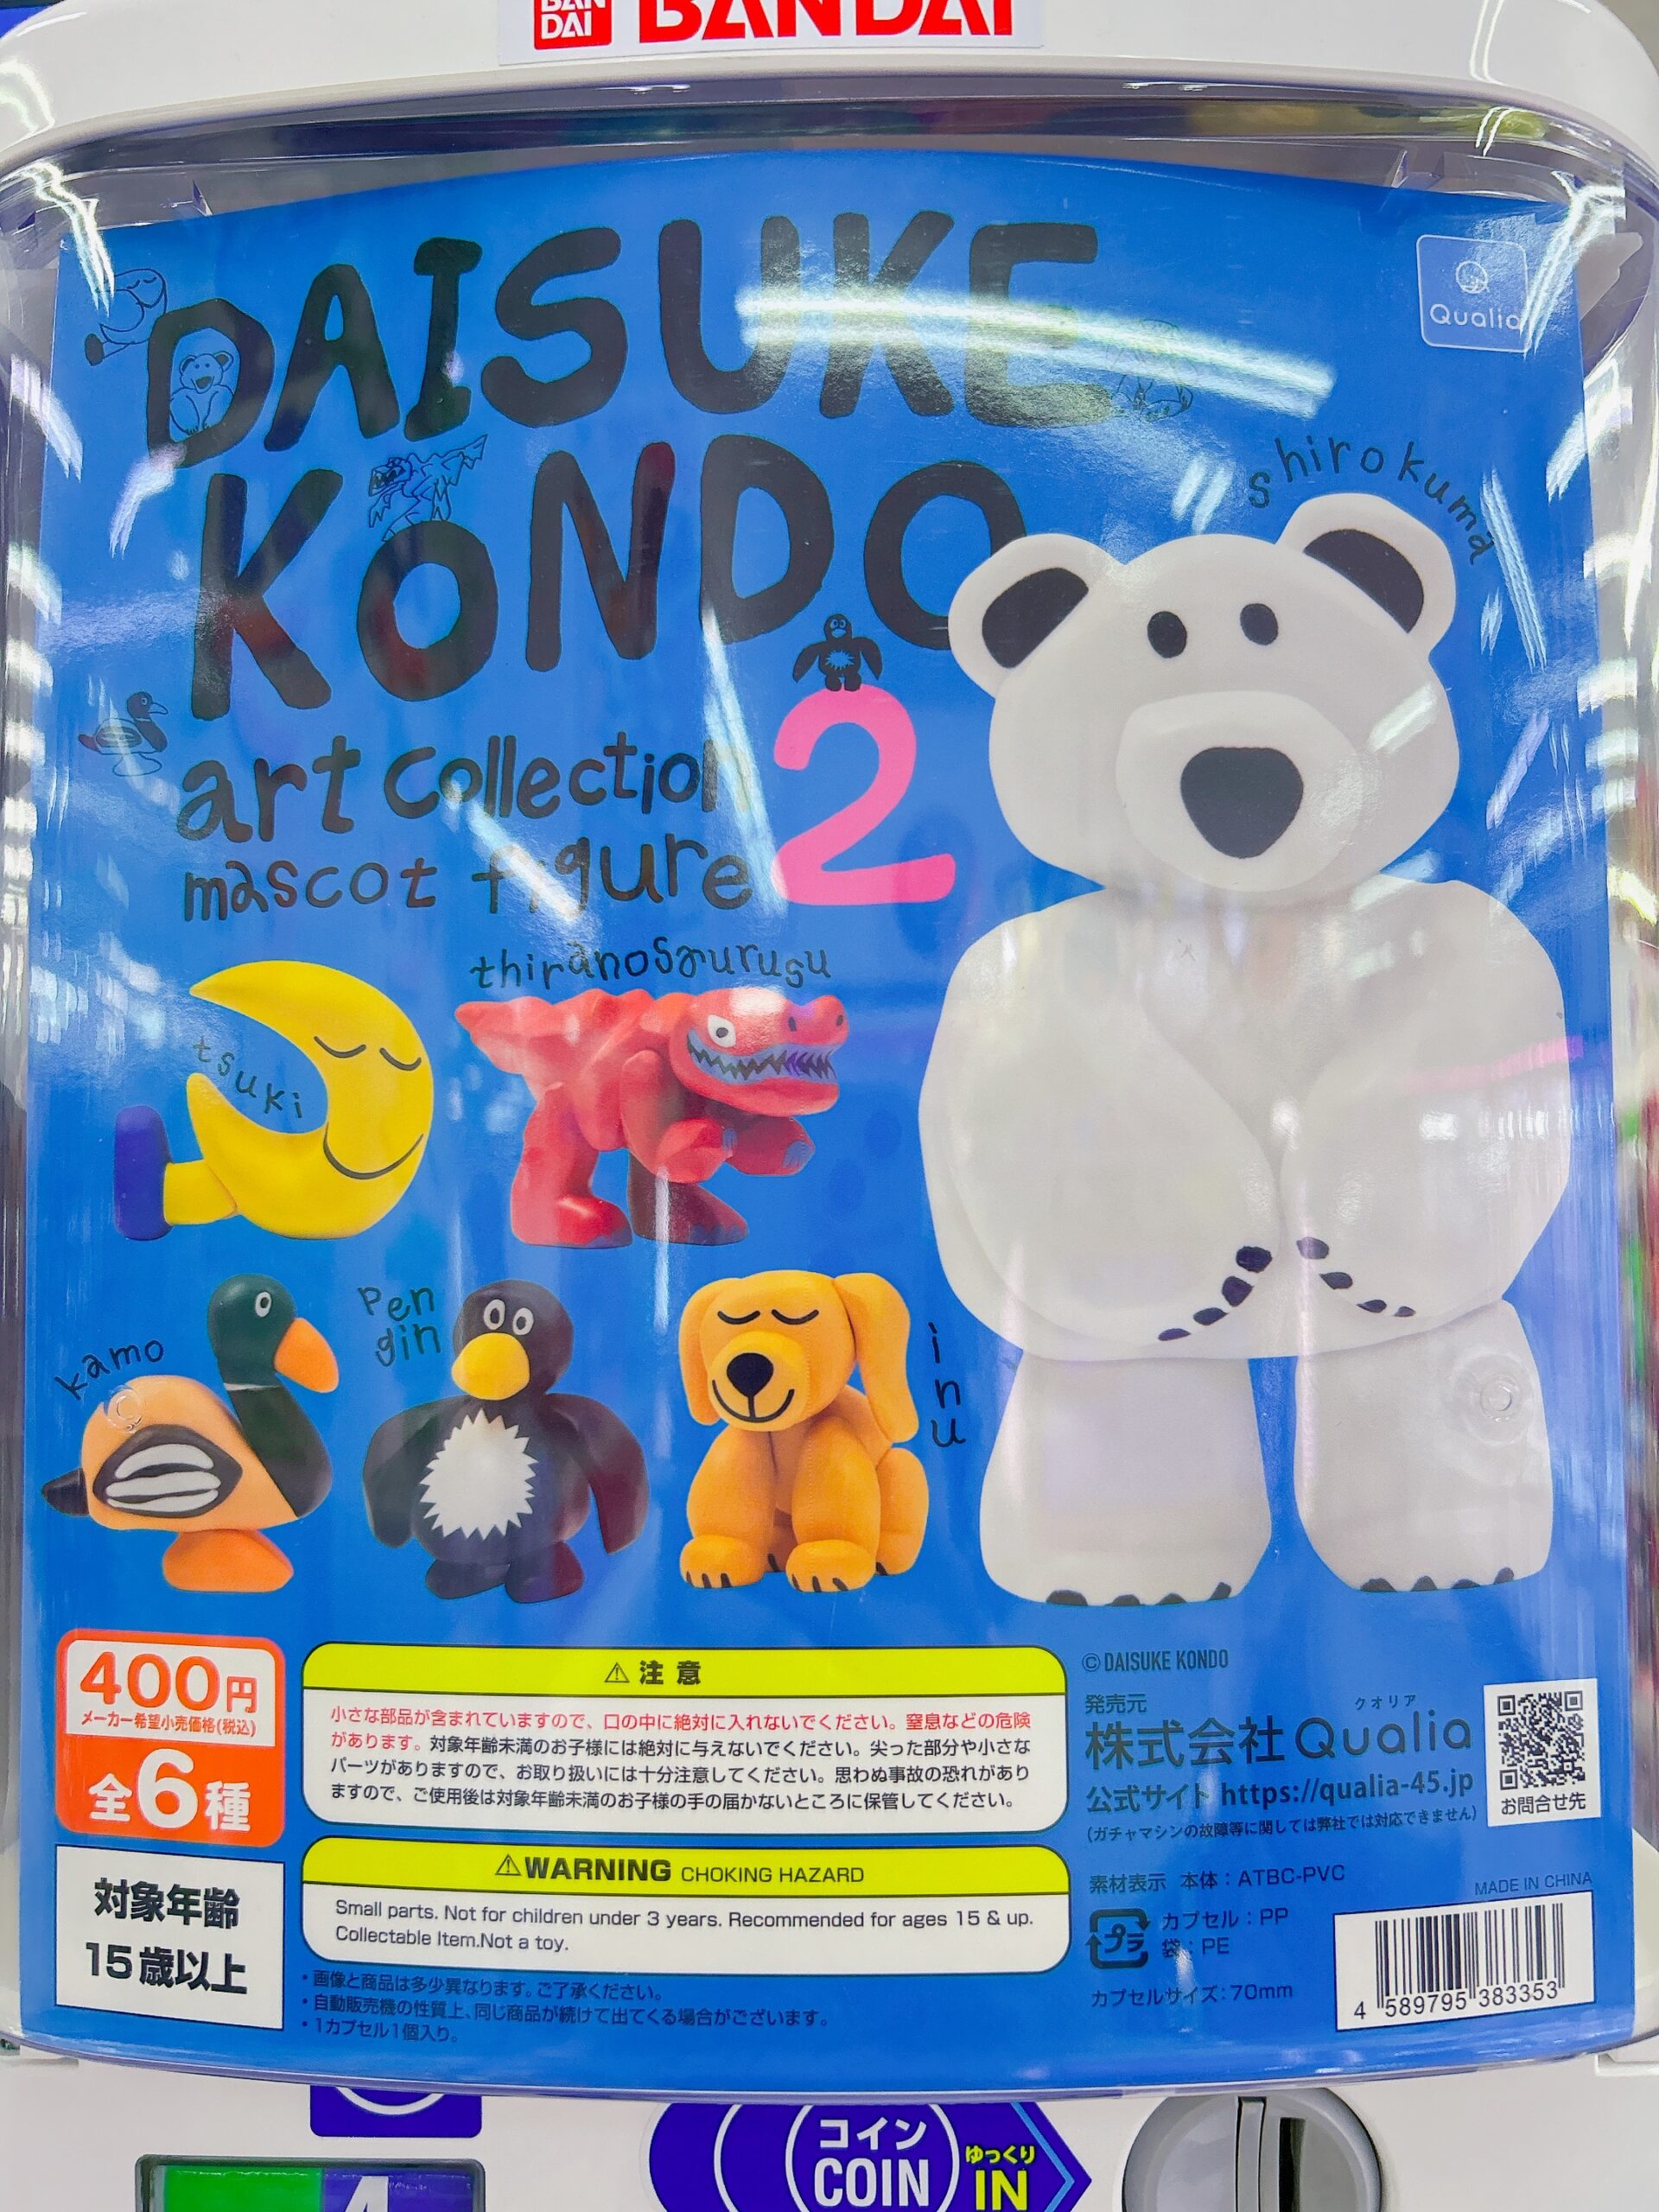 BAN
DAI
BANDAI
DAISUKE
KONDO
Qualia
shirokuma
art collection
mascot figure
2
thiranosaurusu
tsuki
kamo
Pen
gin
inu
400円
メーカー希望小売価格(税込)
全6種
対象年齢
15歳以上
⚠注意
小さな部品が含まれていますので、口の中に絶対に入れないでください。窒息などの危険
があります。対象年齢未満のお子様には絶対に与えないでください。尖った部分や小さな
パーツがありますので、お取り扱いには十分注意してください。思わぬ事故の恐れがあり
ますので、ご使用後は対象年齢未満のお子様の手の届かないところに保管してください。
⚠WARNING CHOKING HAZARD
Small parts. Not for children under 3 years. Recommended for ages 15 & up.
Collectable Item.Not a toy.
・画像と商品は多少異なります。ご了承ください。
・自動販売機の性質上、同じ商品が続けて出てくる場合がございます。
・1カプセル1個入り。
©DAISUKE KONDO
発売元
クオリア
株式会社Qualia
公式サイト https://qualia-45.jp
(ガチャマシンの故障等に関しては弊社では対応できません)
お問合せ先
素材表示 本体：ATBC-PVC
プラ
カプセル：PP
袋：PE
カプセルサイズ：70mm
MADE IN CHINA
4 589795 383353
コイン
COIN
ゆっくり
IN